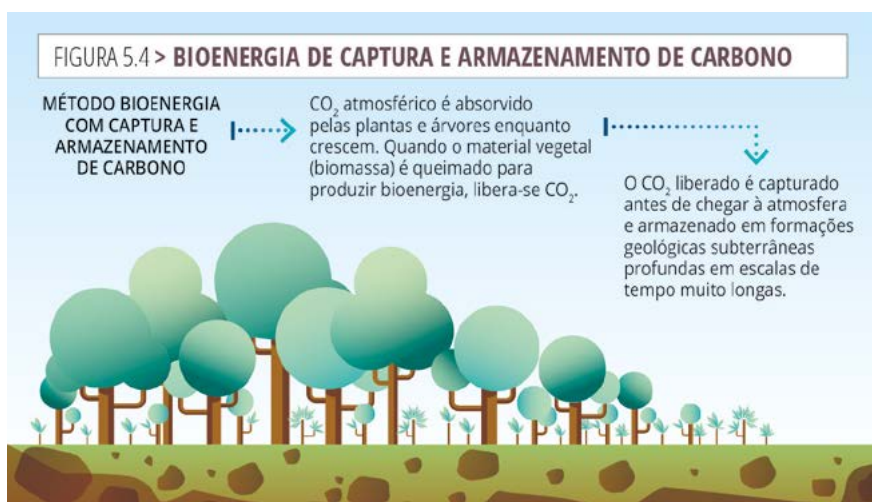 FIGURA 5.4 > BIOENERGIA DE CAPTURA E ARMAZENAMENTO DE CARBONO
MÉTODO BIOENERGIA
COM CAPTURA E
ARMAZENAMENTO
DE CARBONO
CO₂ atmosférico é absorvido
pelas plantas e árvores enquanto
crescem. Quando o material vegetal
(biomassa) é queimado para
produzir bioenergia, libera-se CO₂.
O CO₂ liberado é capturado
antes de chegar à atmosfera
e armazenado em formações
geológicas subterrâneas
profundas em escalas de
tempo muito longas.